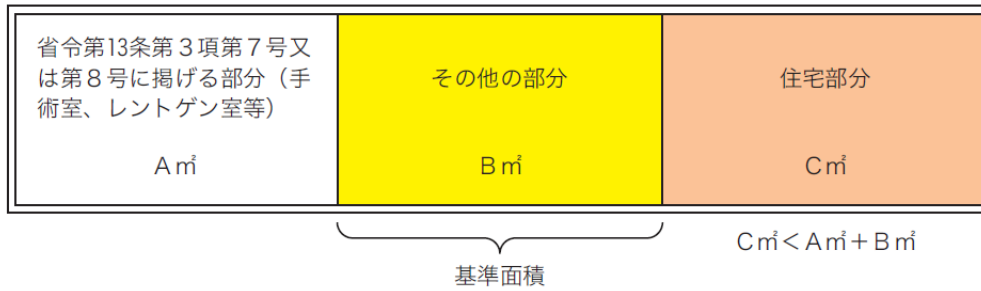 省令第13条第３項第７号又
は第８号に掲げる部分（手
術室、レントゲン室等）
Ａ㎡
その他の部分
Ｂ㎡
住宅部分
Ｃ㎡
基準面積
Ｃ㎡＜Ａ㎡＋Ｂ㎡